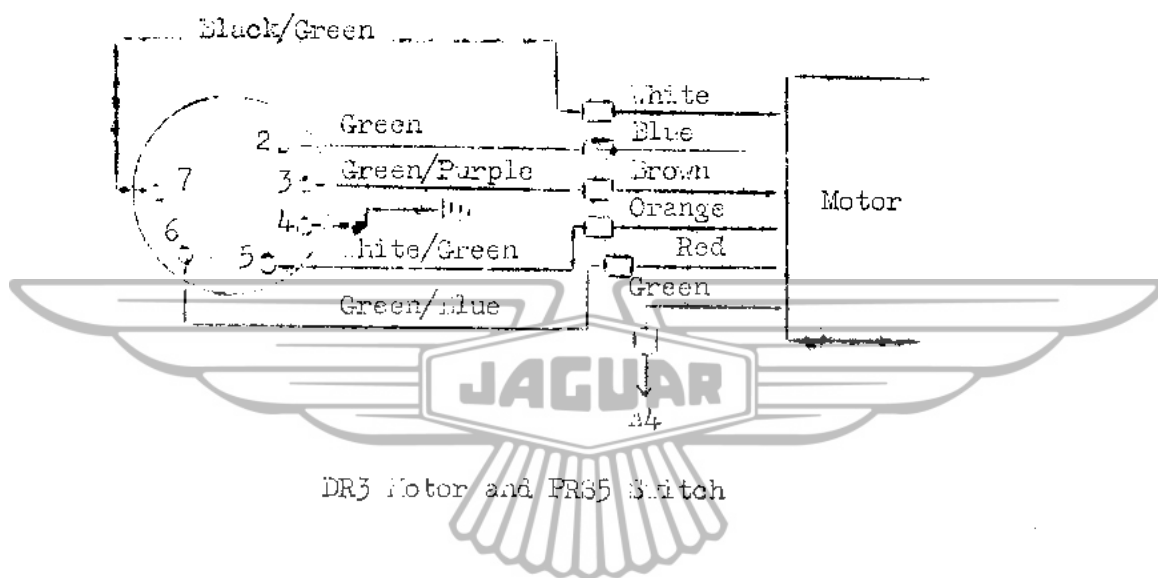 Black/Green
White
Green
Blue
2
Green/Purple
Brown
7
3
Orange
Motor
4
6
White/Green
Red
5
Green
Green/Blue
JAGUAR
DR3 Motor and PRS5 Switch